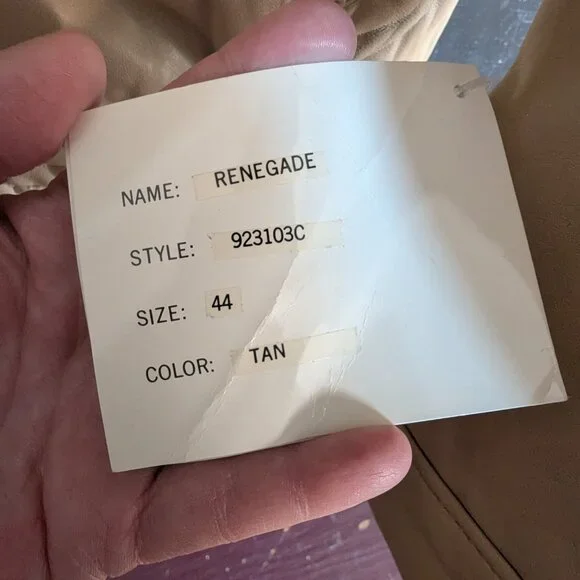 NAME: RENEGADE
STYLE: 923103C
SIZE: 44
COLOR: TAN